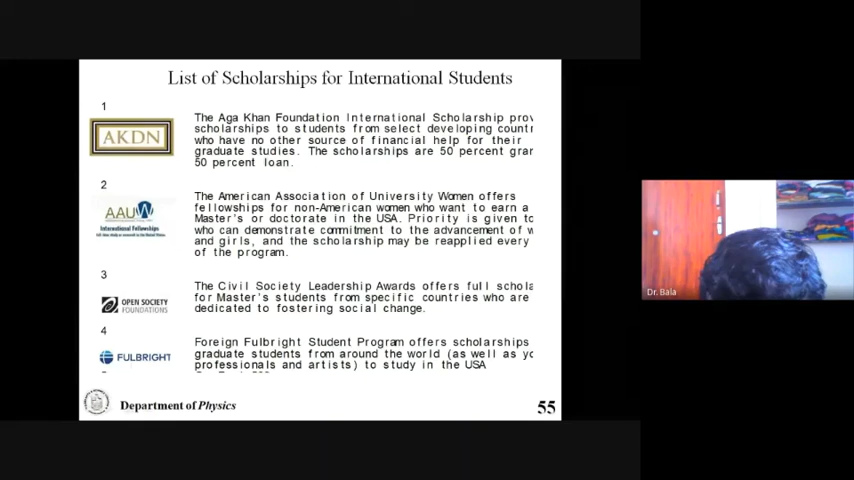 List of Scholarships for International Students
1
AKDN
The Aga Khan Foundation International Scholarship prov
scholarships to students from select developing countr
who have no other source of financial help for their
graduate studies. The scholarships are 50 percent gran
50 percent loan.
2
AAUW
International Fellowships
The American Association of University Women offers
fellowships for non-American women who want to earn a
Master's or doctorate in the USA. Priority is given to
who can demonstrate commitment to the advancement of w
and girls, and the scholarship may be reapplied every
of the program.
3
OPEN SOCIETY
FOUNDATIONS
The Civil Society Leadership Awards offers full schola
for Master's students from specific countries who are
dedicated to fostering social change.
4
FULBRIGHT
Foreign Fulbright Student Program offers scholarships
graduate students from around the world (as well as yo
professionals and artists) to study in the USA
Department of Physics
55
Dr. Bala